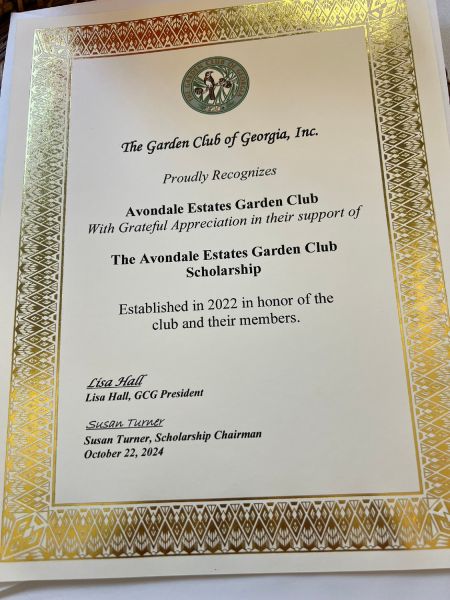 The Garden Club of Georgia, Inc.
Proudly Recognizes
Avondale Estates Garden Club
With Grateful Appreciation in their support of
The Avondale Estates Garden Club
Scholarship
Established in 2022 in honor of the
club and their members.
Lisa Hall
Lisa Hall, GCG President
Susan Turner
Susan Turner, Scholarship Chairman
October 22, 2024